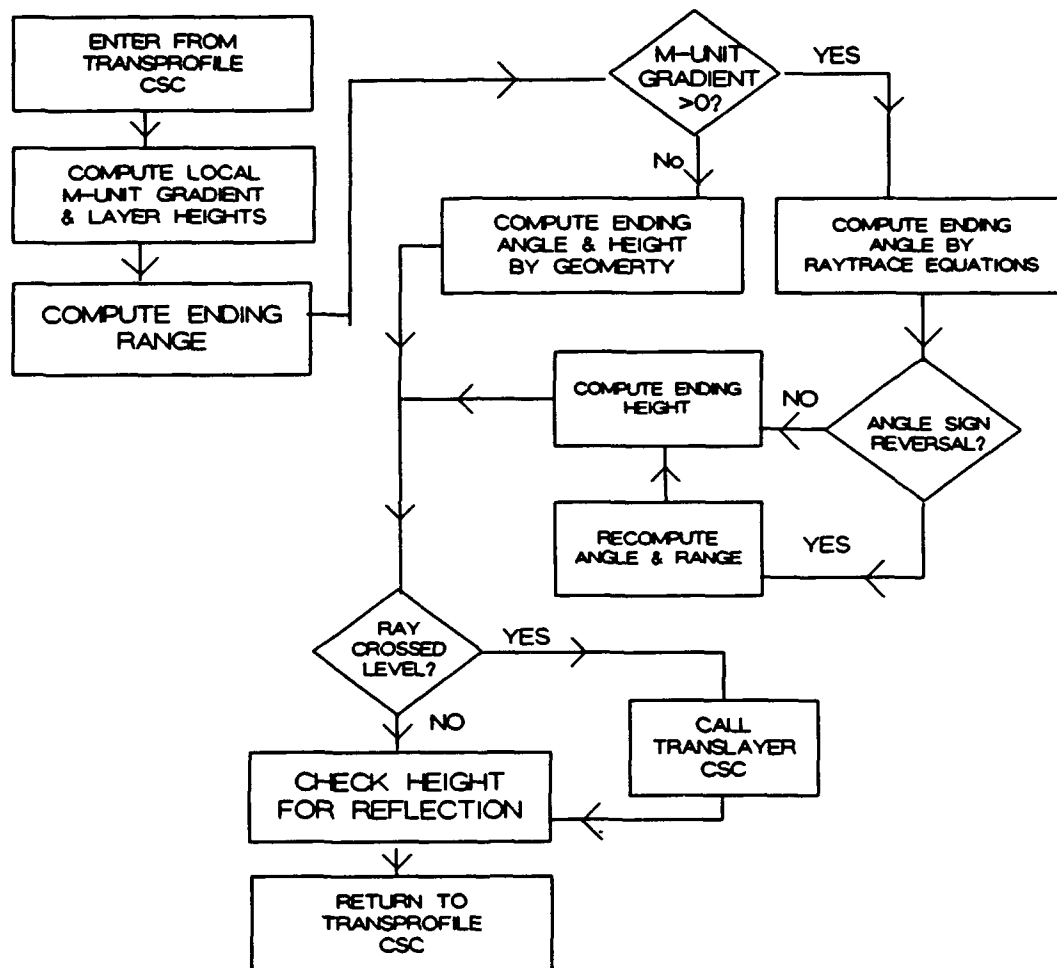 ENTER FROM
TRANSPROFILE
CSC
COMPUTE LOCAL
M-UNIT GRADIENT
& LAYER HEIGHTS
COMPUTE ENDING
RANGE
M-UNIT
GRADIENT
>0?
YES
No
COMPUTE ENDING
ANGLE & HEIGHT
BY GEOMERTY
COMPUTE ENDING
ANGLE BY
RAYTRACE EQUATIONS
ANGLE SIGN
REVERSAL?
NO
COMPUTE ENDING
HEIGHT
YES
RECOMPUTE
ANGLE & RANGE
RAY
CROSSED
LEVEL?
YES
NO
CALL
TRANSLAYER
CSC
CHECK HEIGHT
FOR REFLECTION
RETURN TO
TRANSPROFILE
CSC